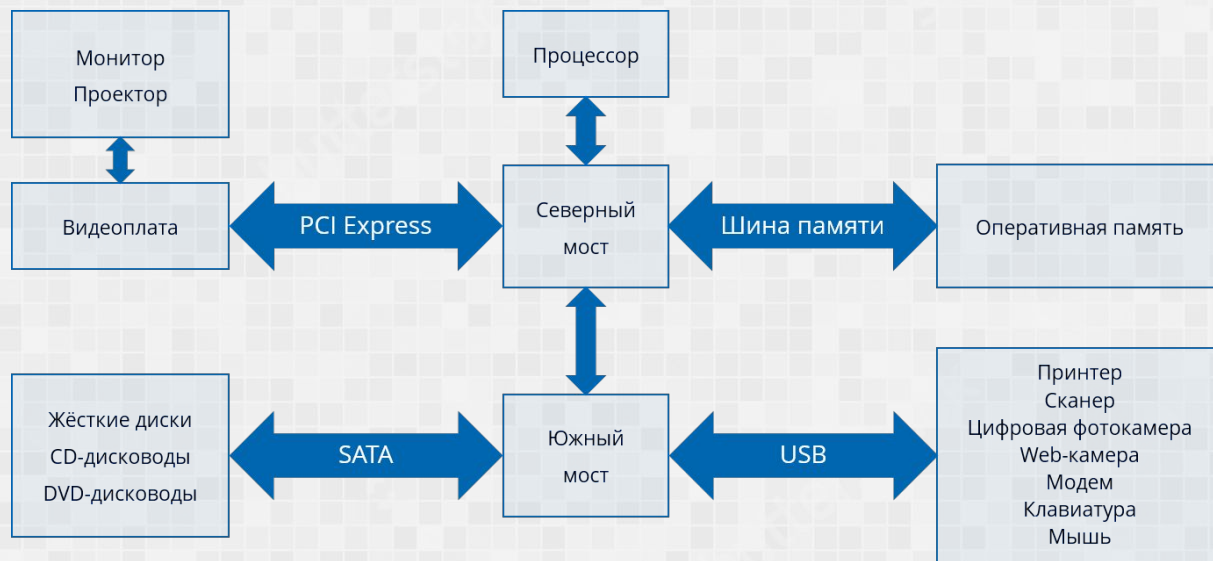 Монитор
Проектор
Процессор
Видеоплата
PCI Express
Северный
мост
Шина памяти
Оперативная память
Жёсткие диски
CD-дисководы
DVD-дисководы
SATA
Южный
мост
USB
Принтер
Сканер
Цифровая фотокамера
Web-камера
Модем
Клавиатура
Мышь